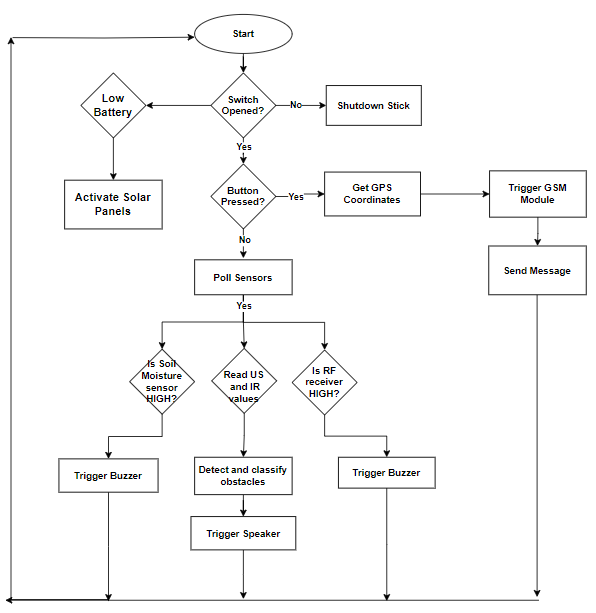 Start
Low
Battery
Switch
Opened?
No
Shutdown Stick
Yes
Activate Solar
Panels
Button
Pressed?
Yes
Get GPS
Coordinates
Trigger GSM
Module
No
Poll Sensors
Send Message
Yes
Is Soil
Moisture
sensor
HIGH?
Read US
and IR
values
Is RF
receiver
HIGH?
Trigger Buzzer
Detect and classify
obstacles
Trigger Buzzer
Trigger Speaker